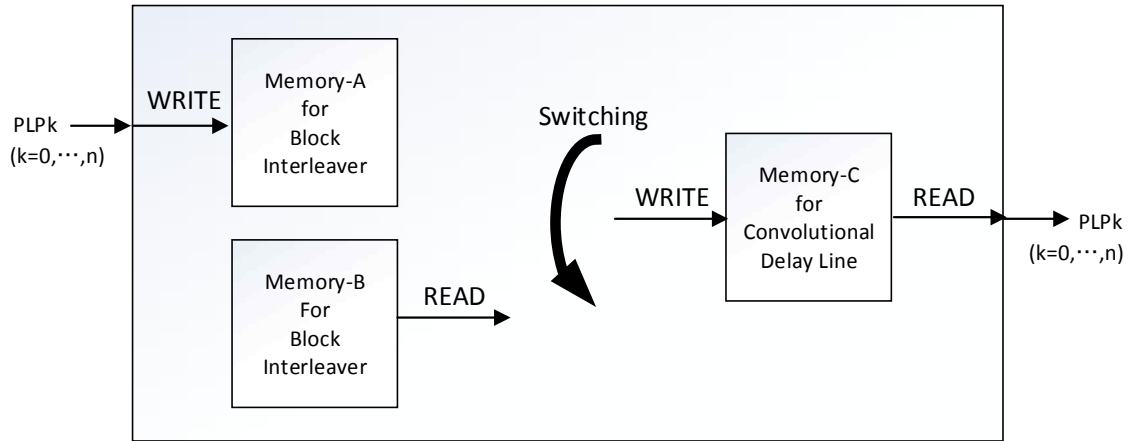 PLPk
(k=0,⋯,n)
WRITE
Memory-A
for
Block
Interleaver
Memory-B
For
Block
Interleaver
READ
Switching
WRITE
Memory-C
for
Convolutional
Delay Line
READ
PLPk
(k=0,⋯,n)